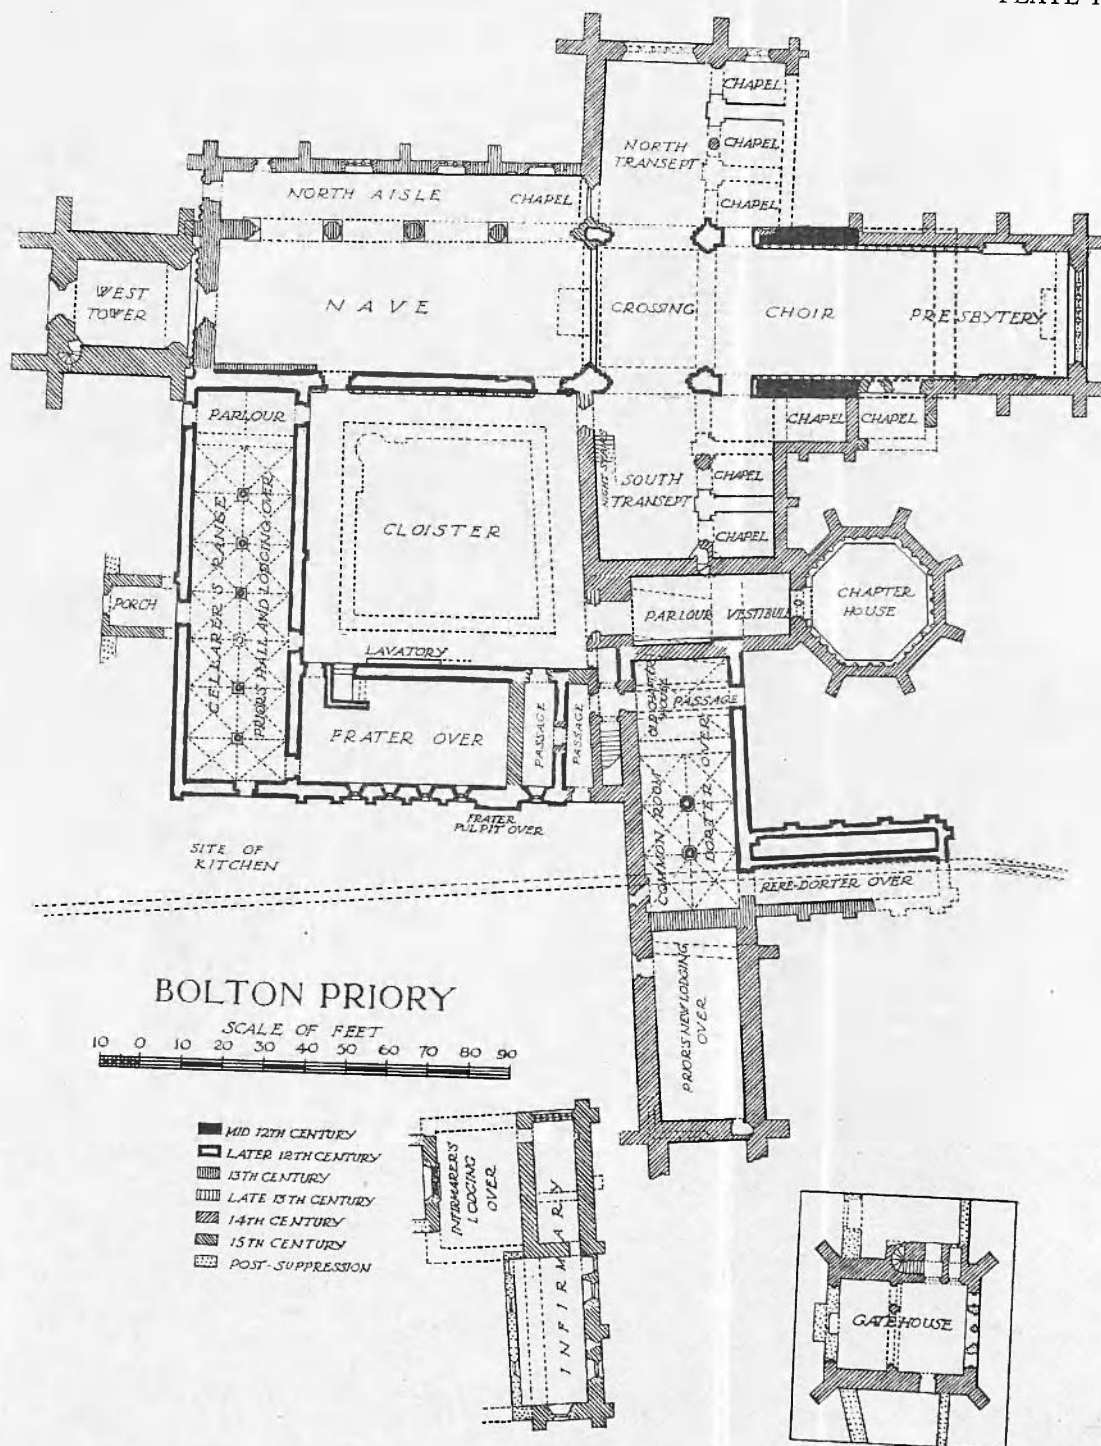 CHAPEL
NORTH
TRANSEPT
CHAPEL
CHAPEL
NORTH AISLE
CHAPEL
WEST
TOWER
NAVE
CROSSING
CHOIR
PRESBYTERY
PARLOUR
CHAPEL
CHAPEL
NIGHT STAIRS
SOUTH
TRANSEPT
CHAPEL
CHAPEL
CLOISTER
CELLARER'S RANGE
PRIOR'S HALL AND LODGING OVER
PORCH
PARLOUR
VESTIBULE
CHAPTER
HOUSE
LAVATORY
OLD CHAPTER
HOUSE
PASSAGE
FRATER OVER
PASSAGE
PASSAGE
COMMON ROOM
DORTER OVER
FRATER
PULPIT OVER
SITE OF
KITCHEN
RERE-DORTER OVER
PRIOR'S NEW LODGING
OVER
BOLTON PRIORY
SCALE OF FEET
10 0 10 20 30 40 50 60 70 80 90
MID 12TH CENTURY
LATER 12TH CENTURY
13TH CENTURY
LATE 13TH CENTURY
14TH CENTURY
15TH CENTURY
POST-SUPPRESSION
INFIRMARER'S
LODGING
OVER
INFIRMARY
GATEHOUSE